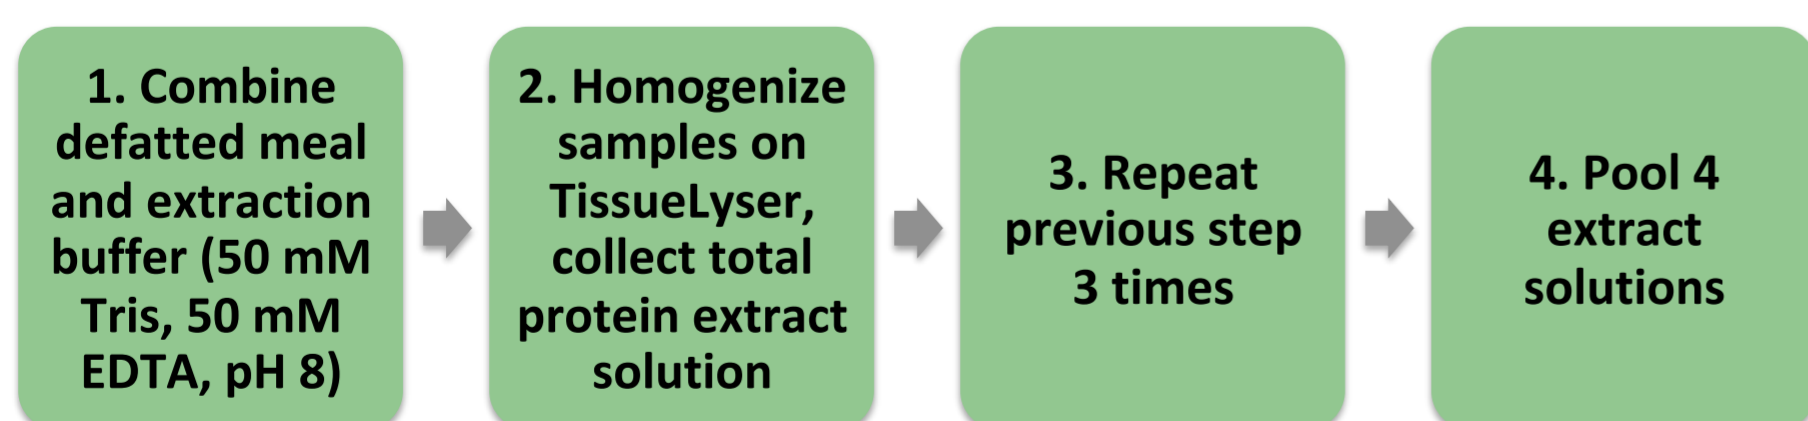 1. Combine
defatted meal
and extraction
buffer (50 mM
Tris, 50 mM
EDTA, pH 8)
2. Homogenize
samples on
TissueLyser,
collect total
protein extract
solution
3. Repeat
previous step
3 times
4. Pool 4
extract
solutions